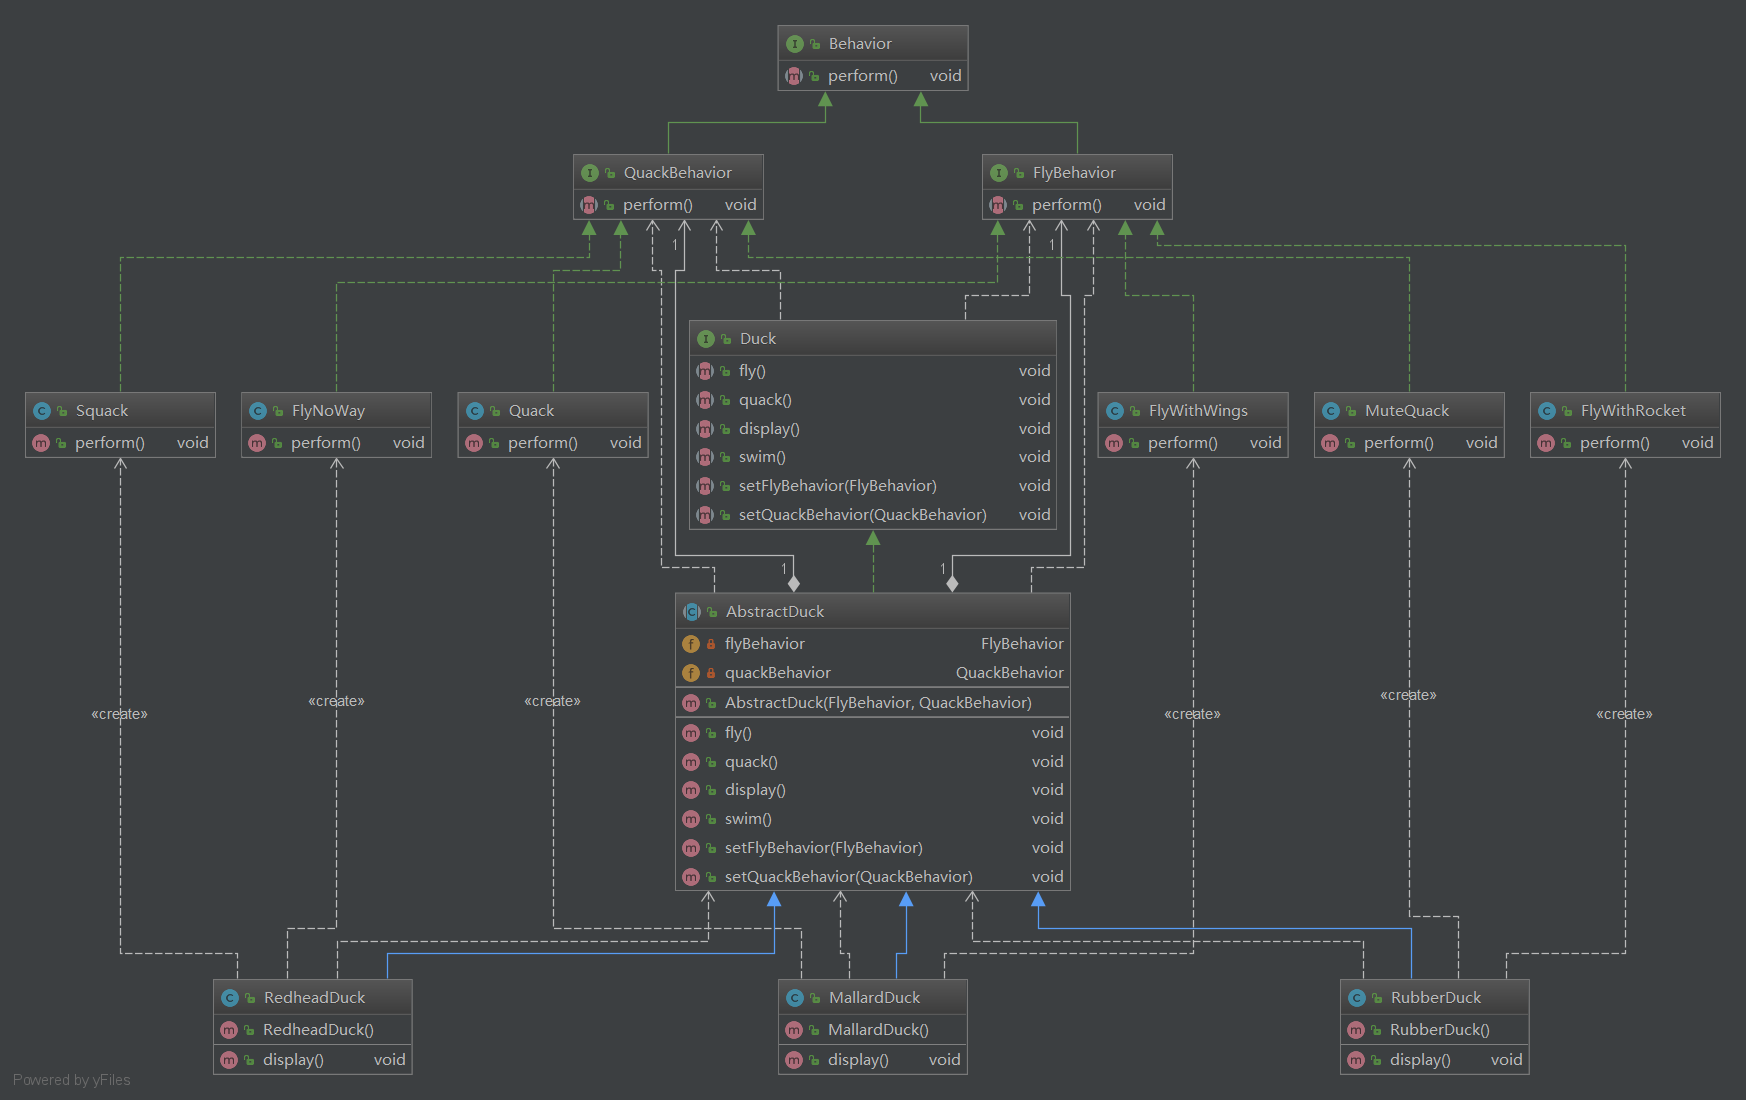 Behavior
perform() void
QuackBehavior
perform() void
FlyBehavior
perform() void
1
1
Duck
fly() void
quack() void
display() void
swim() void
setFlyBehavior(FlyBehavior) void
setQuackBehavior(QuackBehavior) void
Squack
perform() void
FlyNoWay
perform() void
Quack
perform() void
FlyWithWings
perform() void
MuteQuack
perform() void
FlyWithRocket
perform() void
1
1
AbstractDuck
flyBehavior FlyBehavior
quackBehavior QuackBehavior
AbstractDuck(FlyBehavior, QuackBehavior)
fly() void
quack() void
display() void
swim() void
setFlyBehavior(FlyBehavior) void
setQuackBehavior(QuackBehavior) void
«create»
«create»
«create»
«create»
«create»
«create»
RedheadDuck
RedheadDuck()
display() void
MallardDuck
MallardDuck()
display() void
RubberDuck
RubberDuck()
display() void
Powered by yFiles